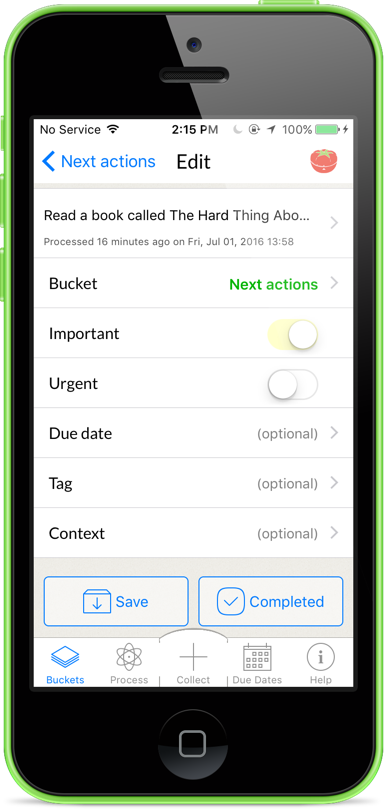 No Service 2:15 PM 100%
Next actions Edit
Read a book called The Hard Thing Abo...
Processed 16 minutes ago on Fri, Jul 01, 2016 13:58
Bucket Next actions
Important
Urgent
Due date (optional)
Tag (optional)
Context (optional)
Save Completed
Buckets Process Collect Due Dates Help